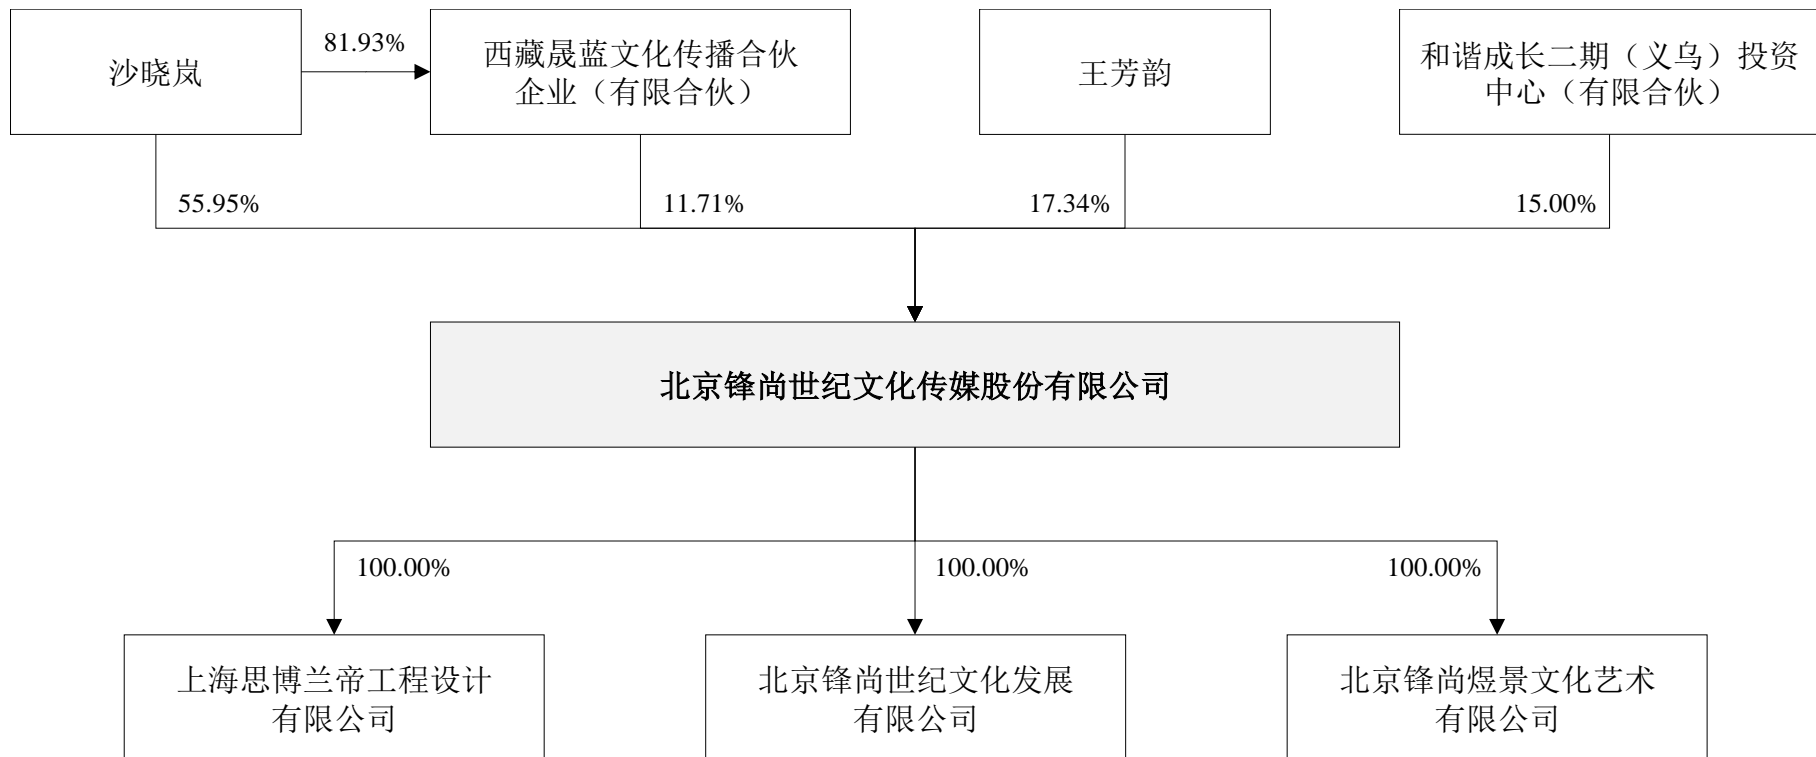 沙晓岚
81.93%
西藏晟蓝文化传播合伙
企业（有限合伙）
王芳韵
和谐成长二期（义乌）投资
中心（有限合伙）
55.95%
11.71%
17.34%
15.00%
北京锋尚世纪文化传媒股份有限公司
100.00%
100.00%
100.00%
上海思博兰帝工程设计
有限公司
北京锋尚世纪文化发展
有限公司
北京锋尚煜景文化艺术
有限公司